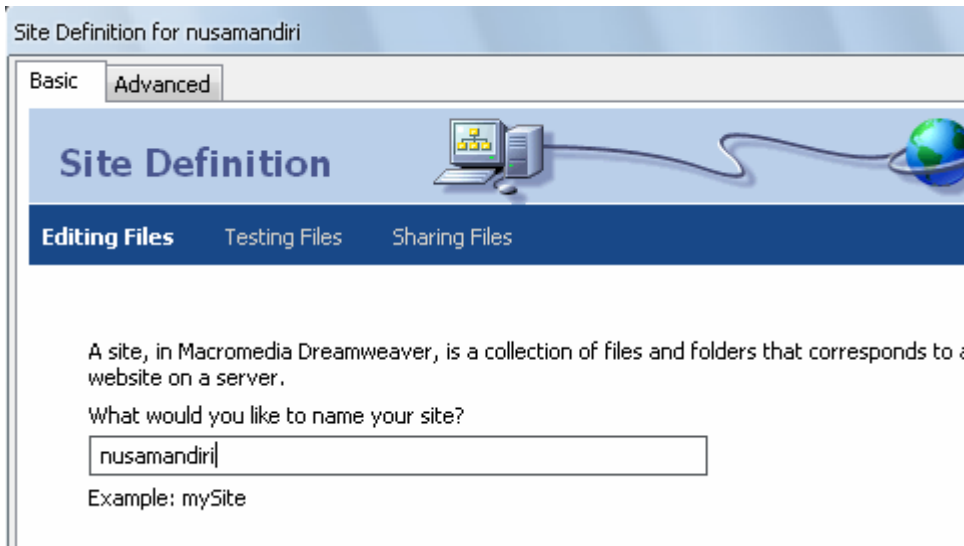 Site Definition for nusamandiri
Basic Advanced
Site Definition
Editing Files Testing Files Sharing Files
A site, in Macromedia Dreamweaver, is a collection of files and folders that corresponds to
website on a server.
What would you like to name your site?
nusamandiri
Example: mySite